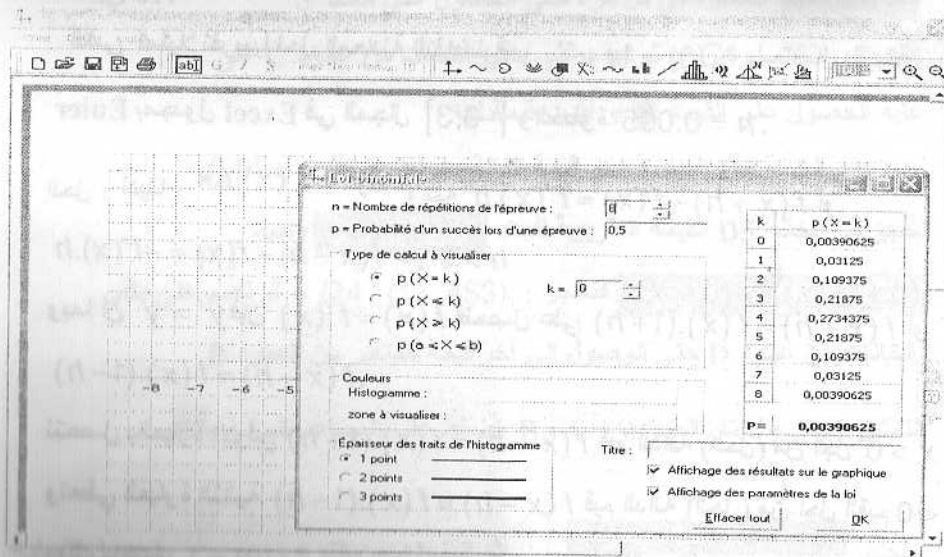 abI G I S
Loi binomiale
n = Nombre de répétitions de l'épreuve : 8
p = Probabilité d'un succès lors d'une épreuve : 0,5
Type de calcul à visualiser
p (X = k)
p (X ⩽ k)
p (X ⩾ k)
p (a ⩽ X ⩽ b)
k = 0
Couleurs
Histogramme :
zone à visualiser :
Épaisseur des traits de l'histogramme
1 point
2 points
3 points
k p (X = k)
0 0,00390625
1 0,03125
2 0,109375
3 0,21875
4 0,2734375
5 0,21875
6 0,109375
7 0,03125
8 0,00390625
P = 0,00390625
Titre :
Affichage des résultats sur le graphique
Affichage des paramètres de la loi
Effacer tout OK
-8 -7 -6 -5